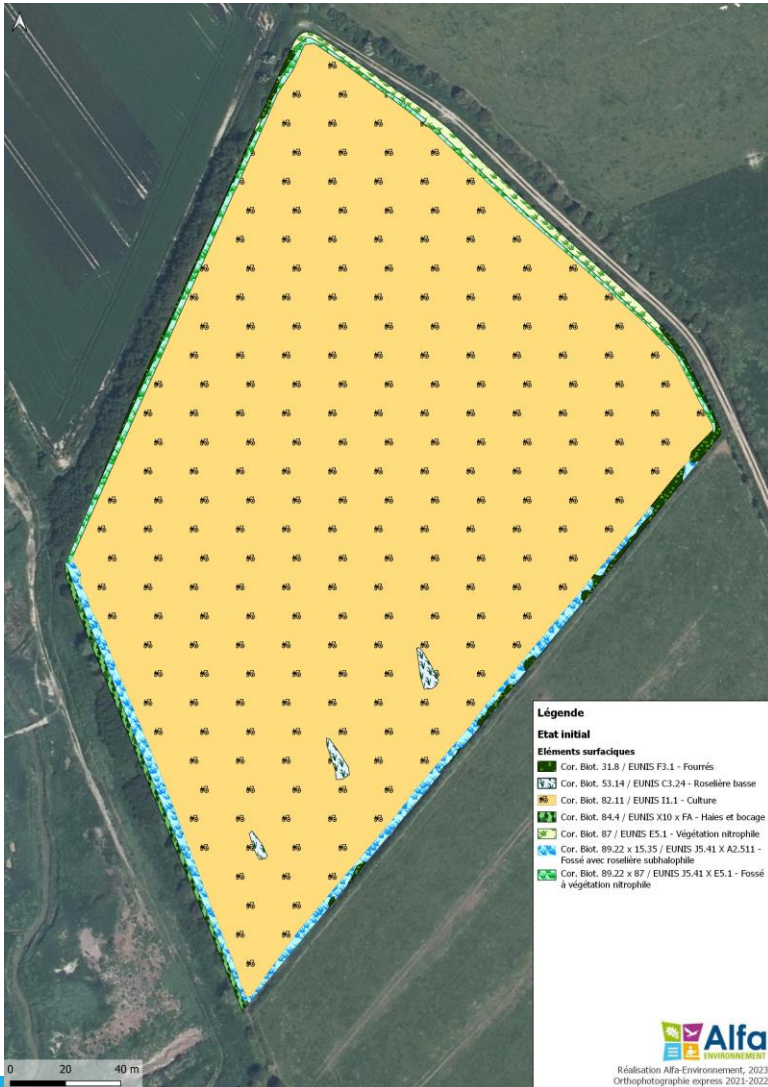 Légende
Etat initial
Eléments surfaciques
Cor. Biot. 31.8 / EUNIS F3.1 - Fourrés
Cor. Biot. 53.14 / EUNIS C3.24 - Roselière basse
Cor. Biot. 82.11 / EUNIS I1.1 - Culture
Cor. Biot. 84.4 / EUNIS X10 x FA - Haies et bocage
Cor. Biot. 87 / EUNIS E5.1 - Végétation nitrophile
Cor. Biot. 89.22 x 15.35 / EUNIS J5.41 X A2.511 -
Fossé avec roselière subhalophile
Cor. Biot. 89.22 x 87 / EUNIS J5.41 X E5.1 - Fossé
à végétation nitrophile
Alfa
ENVIRONNEMENT
0 20 40 m
Réalisation Alfa-Environnement, 2023
Orthophotographie express 2021-2022